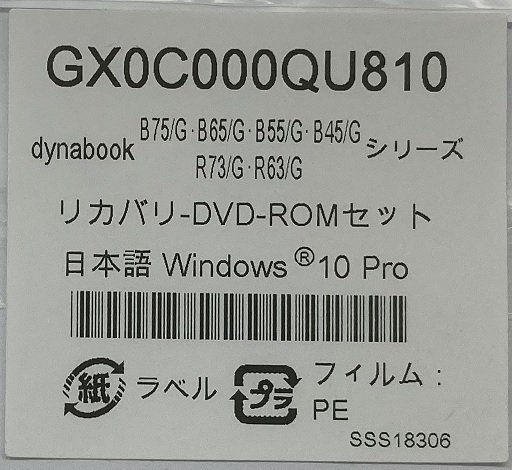 GX0C000QU810
dynabook B75/G・B65/G・B55/G・B45/G シリーズ
R73/G・R63/G
リカバリ-DVD-ROMセット
日本語 Windows®10 Pro
紙 ラベル プラ フィルム：
PE
SSS18306